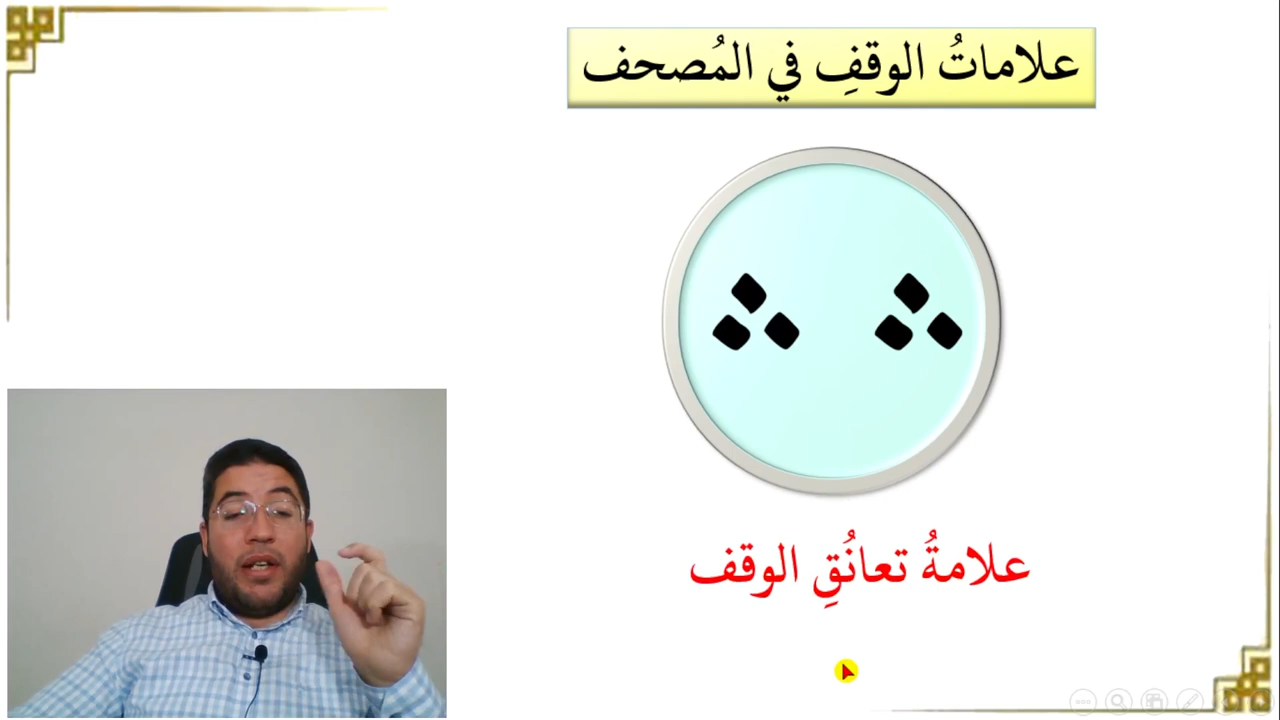 علاماتُ الوقفِ في المُصحف
علامةُ تعانُقِ الوقف